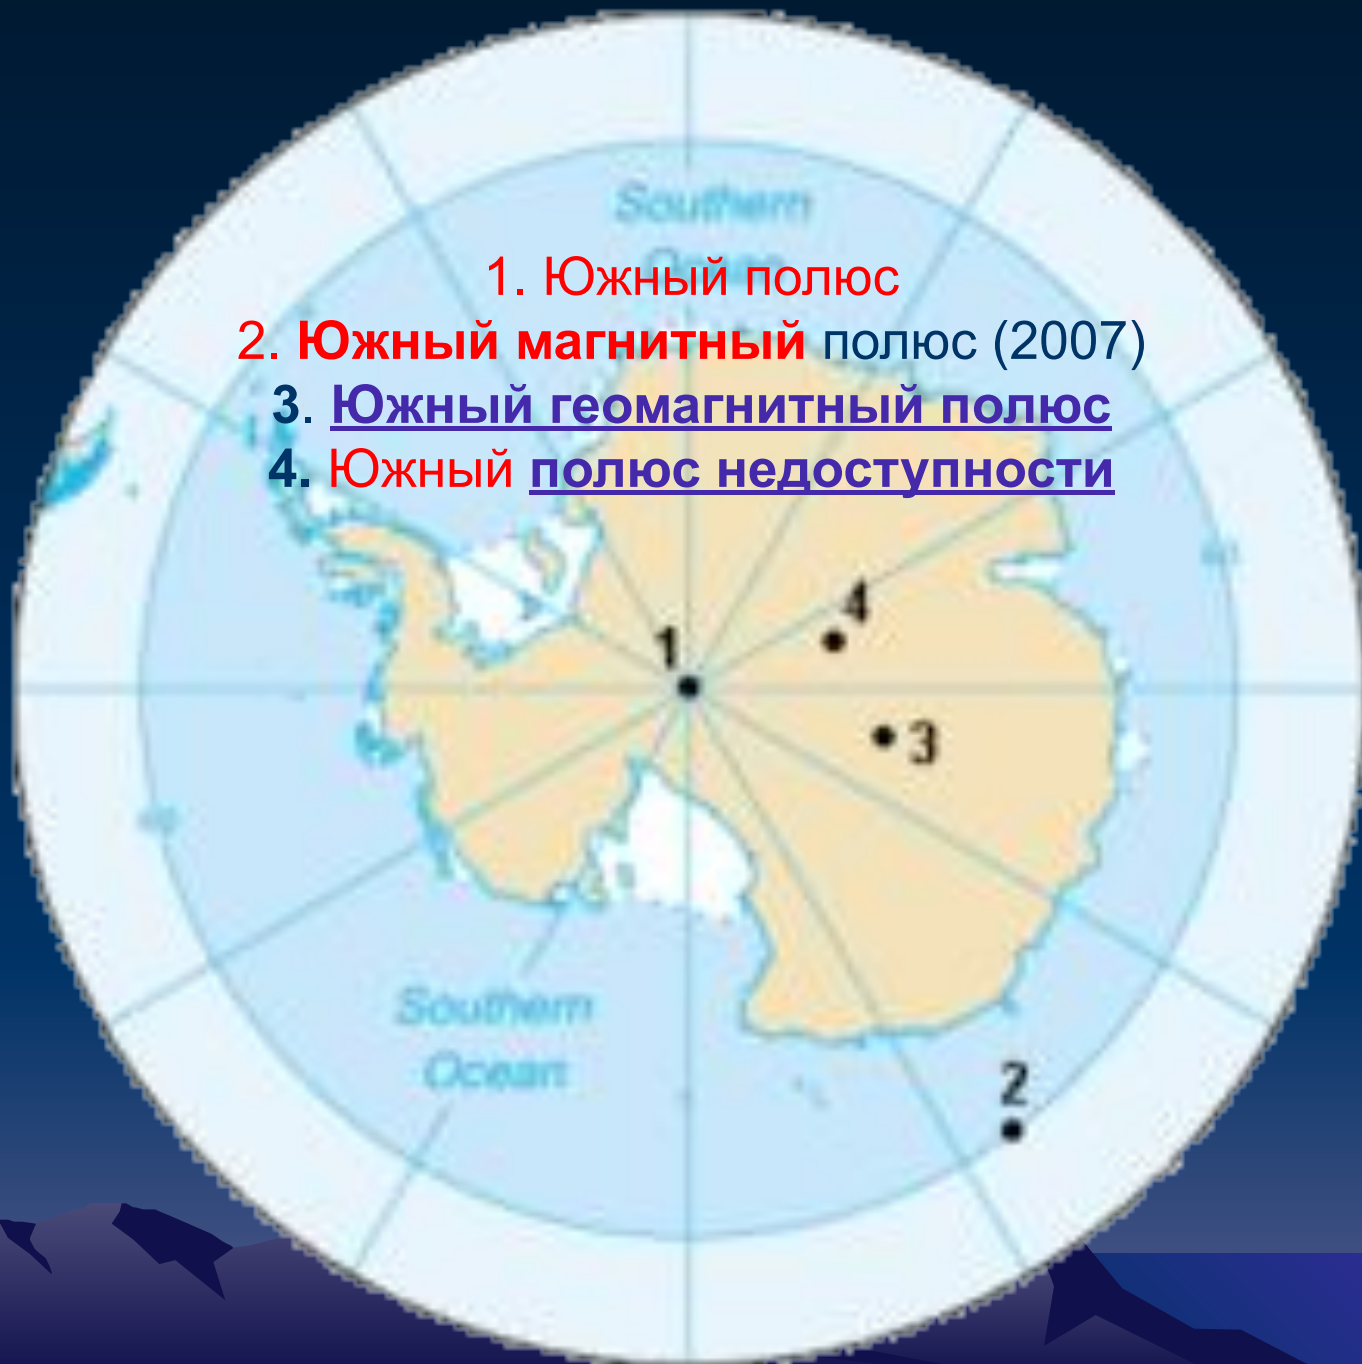 Southern
Ocean
1. Южный полюс
2. Южный магнитный полюс (2007)
3. Южный геомагнитный полюс
4. Южный полюс недоступности
4
1
3
Southern
Ocean
2